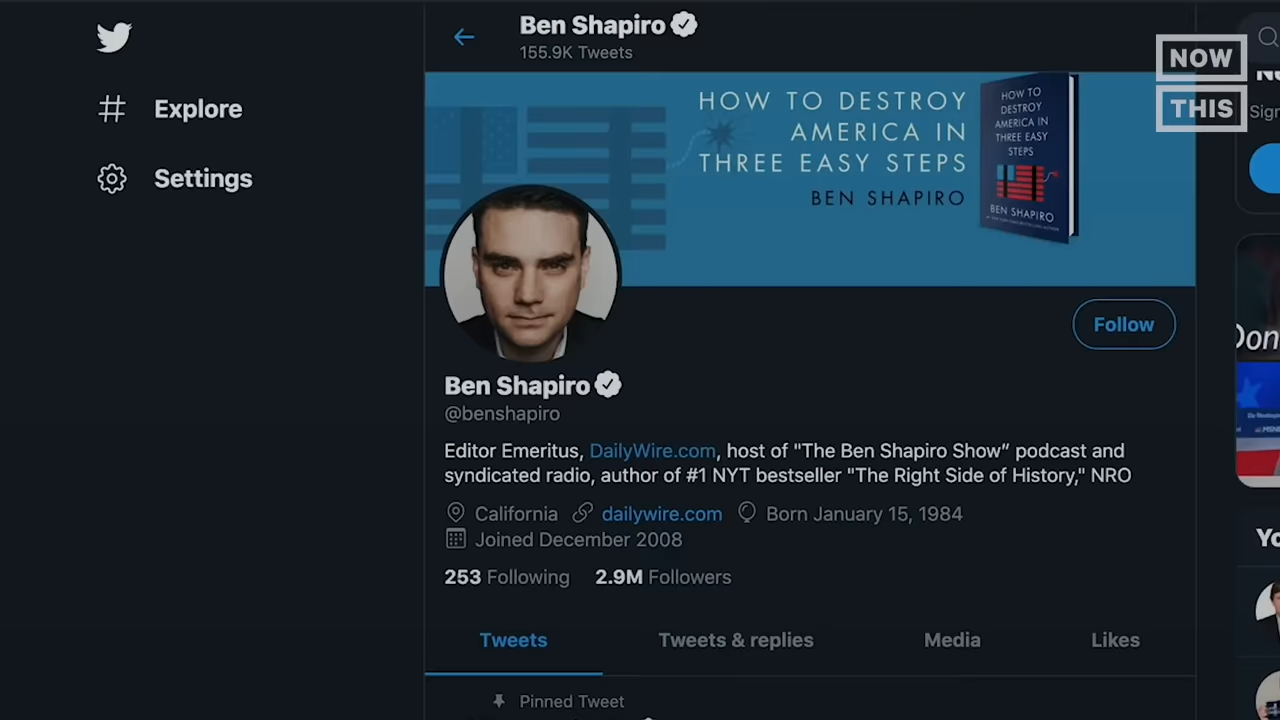 Ben Shapiro
155.9K Tweets
NOW
THIS
Explore
Settings
HOW TO DESTROY
AMERICA IN
THREE EASY STEPS
BEN SHAPIRO
HOW TO
DESTROY
AMERICA IN
THREE EASY
STEPS
BEN SHAPIRO
Follow
Ben Shapiro
@benshapiro
Editor Emeritus, DailyWire.com, host of "The Ben Shapiro Show” podcast and
syndicated radio, author of #1 NYT bestseller "The Right Side of History," NRO
California dailywire.com Born January 15, 1984
Joined December 2008
253 Following 2.9M Followers
Tweets Tweets & replies Media Likes
Pinned Tweet